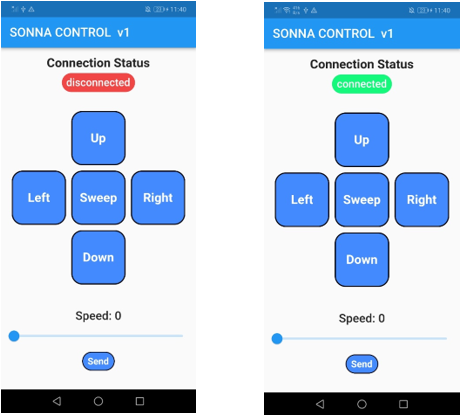 11:40
SONNA CONTROL v1
Connection Status
disconnected
Up
Left Sweep Right
Down
Speed: 0
Send
11:40
SONNA CONTROL v1
Connection Status
connected
Up
Left Sweep Right
Down
Speed: 0
Send